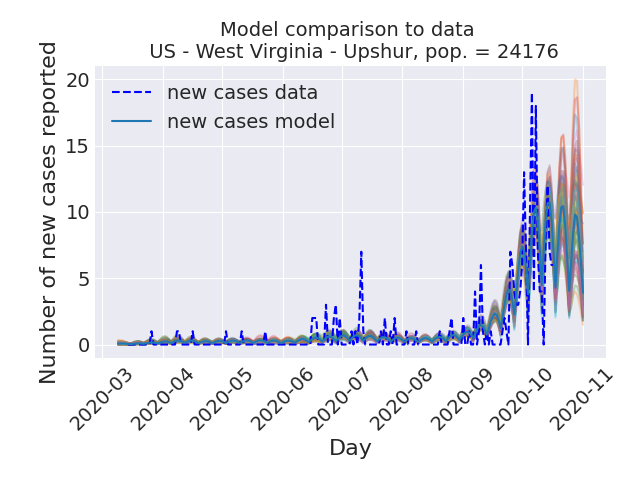 Model comparison to data
US - West Virginia - Upshur, pop. = 24176
Number of new cases reported
20
15
10
5
0
new cases data
new cases model
2020-03
2020-04
2020-05
2020-06
2020-07
2020-08
2020-09
2020-10
2020-11
Day